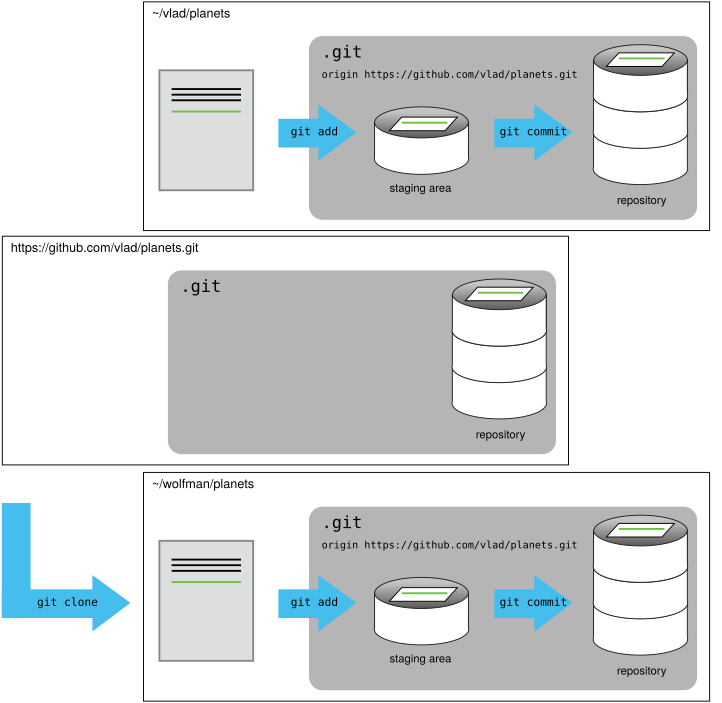 ~/vlad/planets
.git
origin https://github.com/vlad/planets.git
git add
git commit
staging area
repository
https://github.com/vlad/planets.git
.git
repository
~/wolfman/planets
.git
origin https://github.com/vlad/planets.git
git clone
git add
git commit
staging area
repository